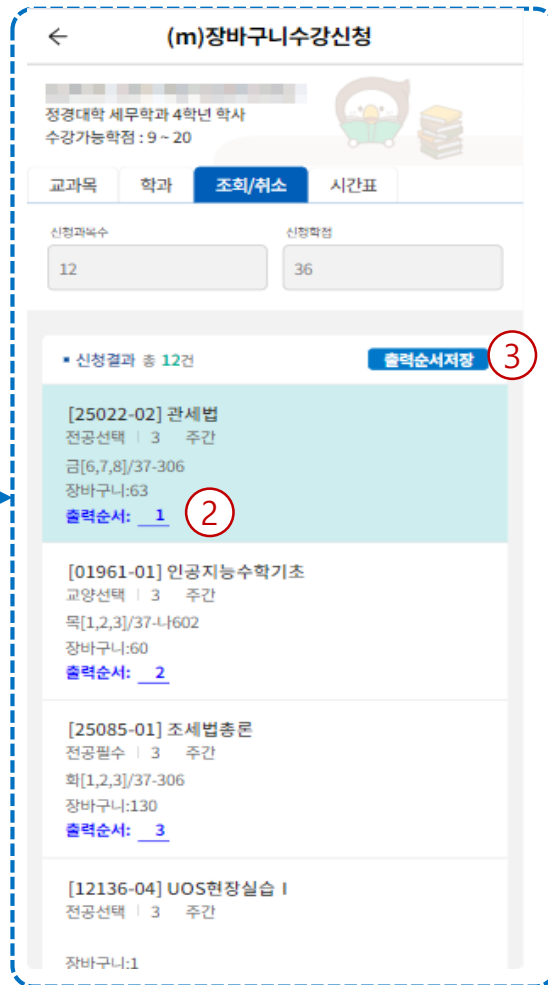 (m)장바구니수강신청
정경대학 세무학과 4학년 학사
수강가능학점 : 9 ~ 20
교과목 학과 조회/취소 시간표
신청과목수 신청학점
12 36
▪ 신청결과 총 12건 출력순서저장 3
[25022-02] 관세법
전공선택 | 3 주간
금[6,7,8]/37-306
장바구니:63
출력순서: 1 2
[01961-01] 인공지능수학기초
교양선택 | 3 주간
목[1,2,3]/37-나602
장바구니:60
출력순서: 2
[25085-01] 조세법총론
전공필수 | 3 주간
화[1,2,3]/37-306
장바구니:130
출력순서: 3
[12136-04] UOS현장실습 I
전공선택 | 3 주간
장바구니:1